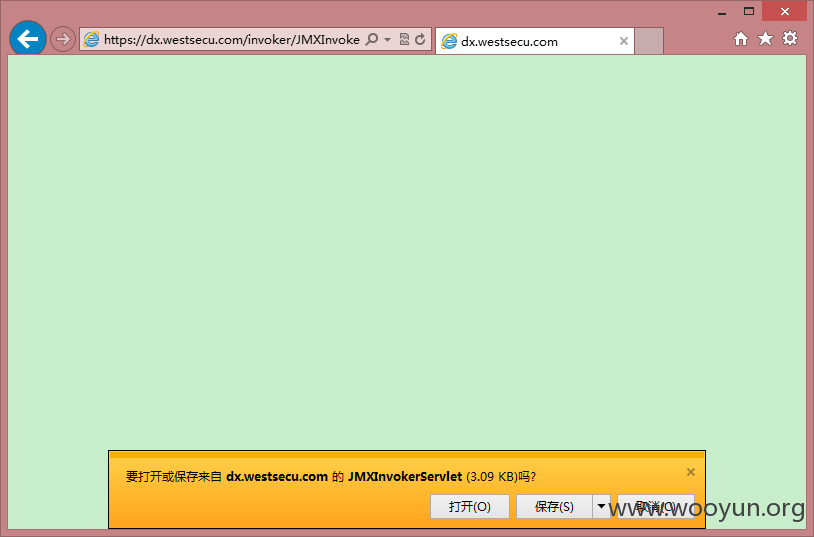 https://dx.westsecu.com/invoker/JMXInvoke
dx.westsecu.com
要打开或保存来自 dx.westsecu.com 的 JMXInvokerServlet (3.09 KB)吗?
打开(O)
保存(S)
取消(C)
www.wooyun.org